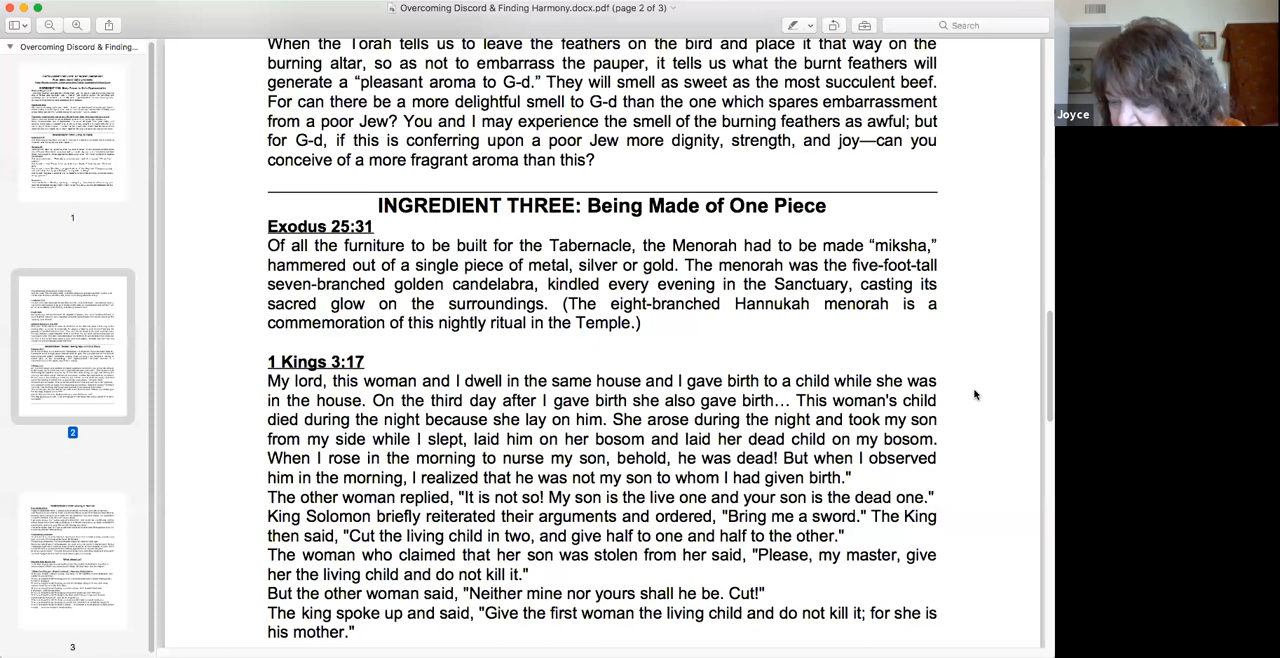 Overcoming Discord & Finding Harmony.docx.pdf (page 2 of 3)
Search
Overcoming Discord & Finding...
1
2
3
When the Torah tells us to leave the feathers on the bird and place it that way on the
burning altar, so as not to embarrass the pauper, it tells us what the burnt feathers will
generate a “pleasant aroma to G-d.” They will smell as sweet as the most succulent beef.
For can there be a more delightful smell to G-d than the one which spares embarrassment
from a poor Jew? You and I may experience the smell of the burning feathers as awful; but
for G-d, if this is conferring upon a poor Jew more dignity, strength, and joy—can you
conceive of a more fragrant aroma than this?
INGREDIENT THREE: Being Made of One Piece
Exodus 25:31
Of all the furniture to be built for the Tabernacle, the Menorah had to be made “miksha,”
hammered out of a single piece of metal, silver or gold. The menorah was the five-foot-tall
seven-branched golden candelabra, kindled every evening in the Sanctuary, casting its
sacred glow on the surroundings. (The eight-branched Hanukah menorah is a
commemoration of this nightly ritual in the Temple.)
1 Kings 3:17
My lord, this woman and I dwell in the same house and I gave birth to a child while she was
in the house. On the third day after I gave birth she also gave birth… This woman's child
died during the night because she lay on him. She arose during the night and took my son
from my side while I slept, laid him on her bosom and laid her dead child on my bosom.
When I rose in the morning to nurse my son, behold, he was dead! But when I observed
him in the morning, I realized that he was not my son to whom I had given birth."
The other woman replied, "It is not so! My son is the live one and your son is the dead one."
King Solomon briefly reiterated their arguments and ordered, "Bring me a sword." The King
then said, "Cut the living child in two, and give half to one and half to the other."
The woman who claimed that her son was stolen from her said, "Please, my master, give
her the living child and do not kill it."
But the other woman said, "Neither mine nor yours shall he be. Cut!"
The king spoke up and said, "Give the first woman the living child and do not kill it; for she is
his mother."
Joyce